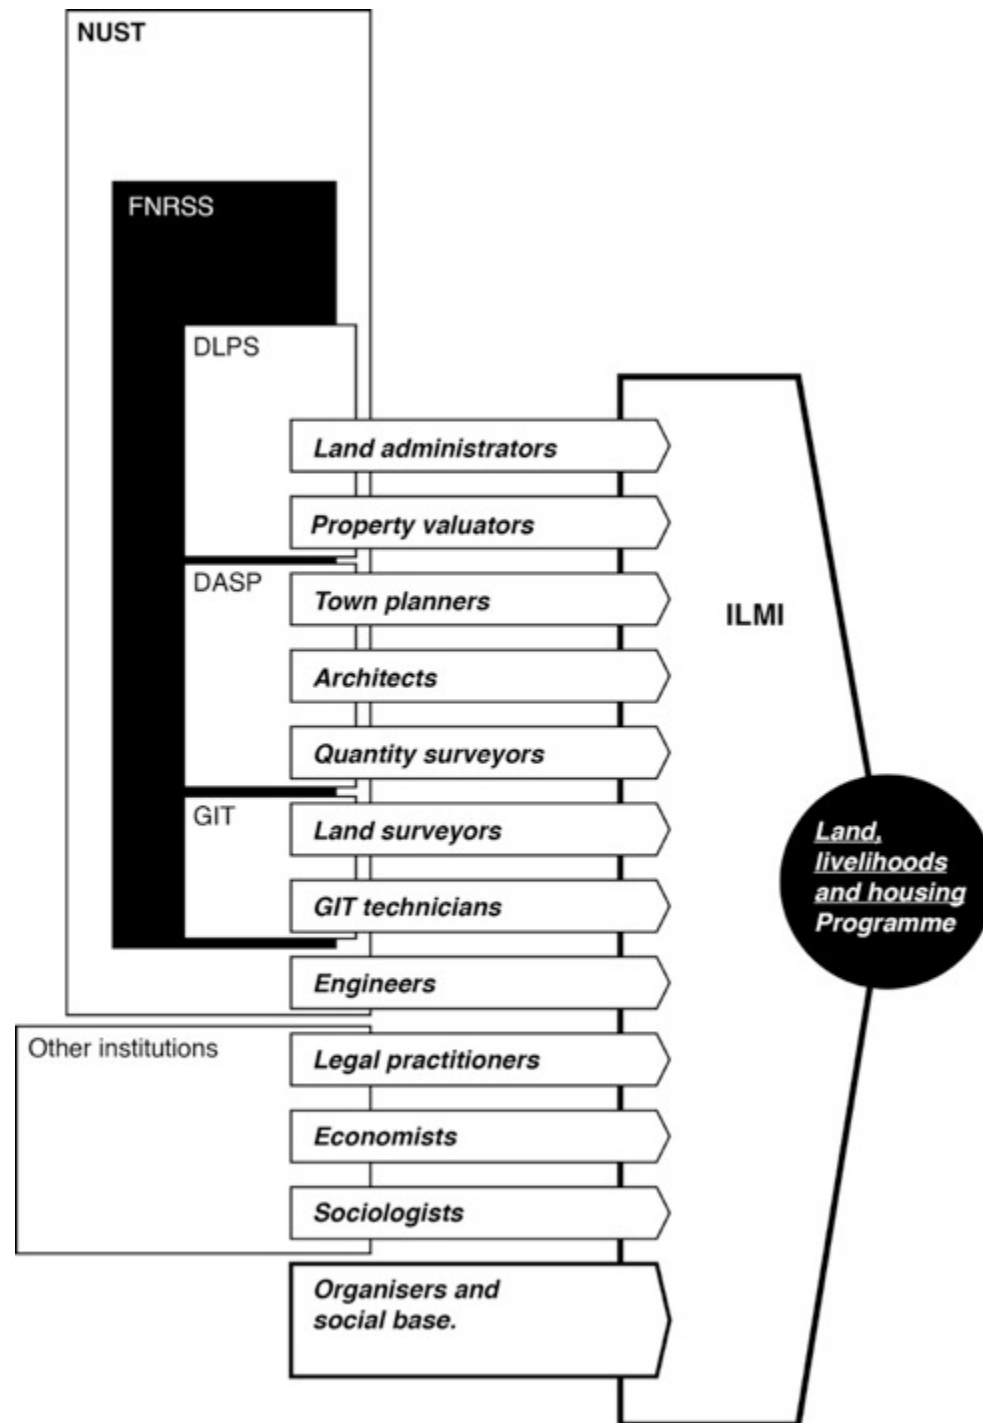 NUST
FNRSS
DLPS
Land administrators
Property valuators
DASP
Town planners
ILMI
Architects
Quantity surveyors
GIT
Land surveyors
Land,
livelihoods
and housing
Programme
GIT technicians
Engineers
Other institutions
Legal practitioners
Economists
Sociologists
Organisers and
social base.